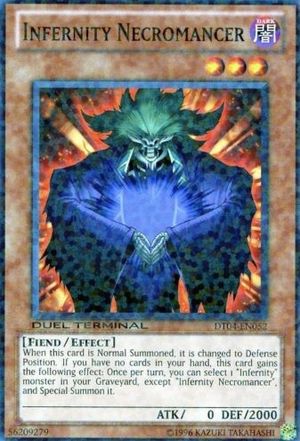 INFERNITY NECROMANCER
DARK
闇
DUEL TERMINAL
DT04-EN052
[FIEND / EFFECT]
When this card is Normal Summoned, it is changed to Defense
Position. If you have no cards in your hand, this card gains
the following effect: Once per turn, you can select 1 "Infernity"
monster in your Graveyard, except "Infernity Necromancer",
and Special Summon it.
ATK/ 0 DEF/2000
56209279
©1996 KAZUKI TAKAHASHI